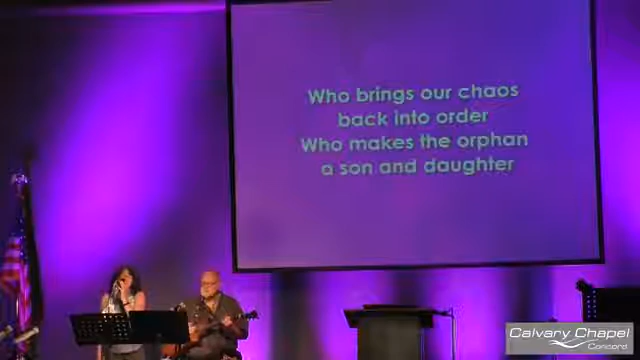 Who brings our chaos
back into order
Who makes the orphan
a son and daughter
Calvary Chapel
Concord